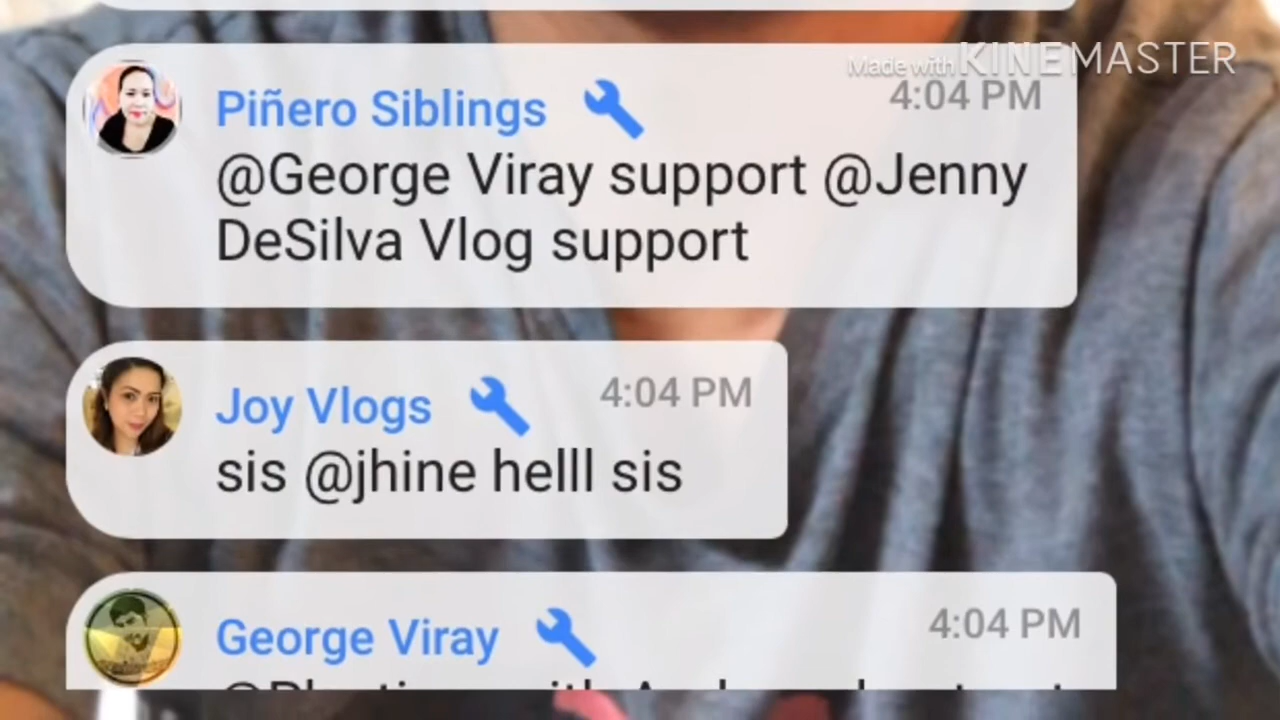 Made with KINEMASTER
Piñero Siblings 4:04 PM
@George Viray support @Jenny
DeSilva Vlog support
Joy Vlogs 4:04 PM
sis @jhine helll sis
George Viray 4:04 PM